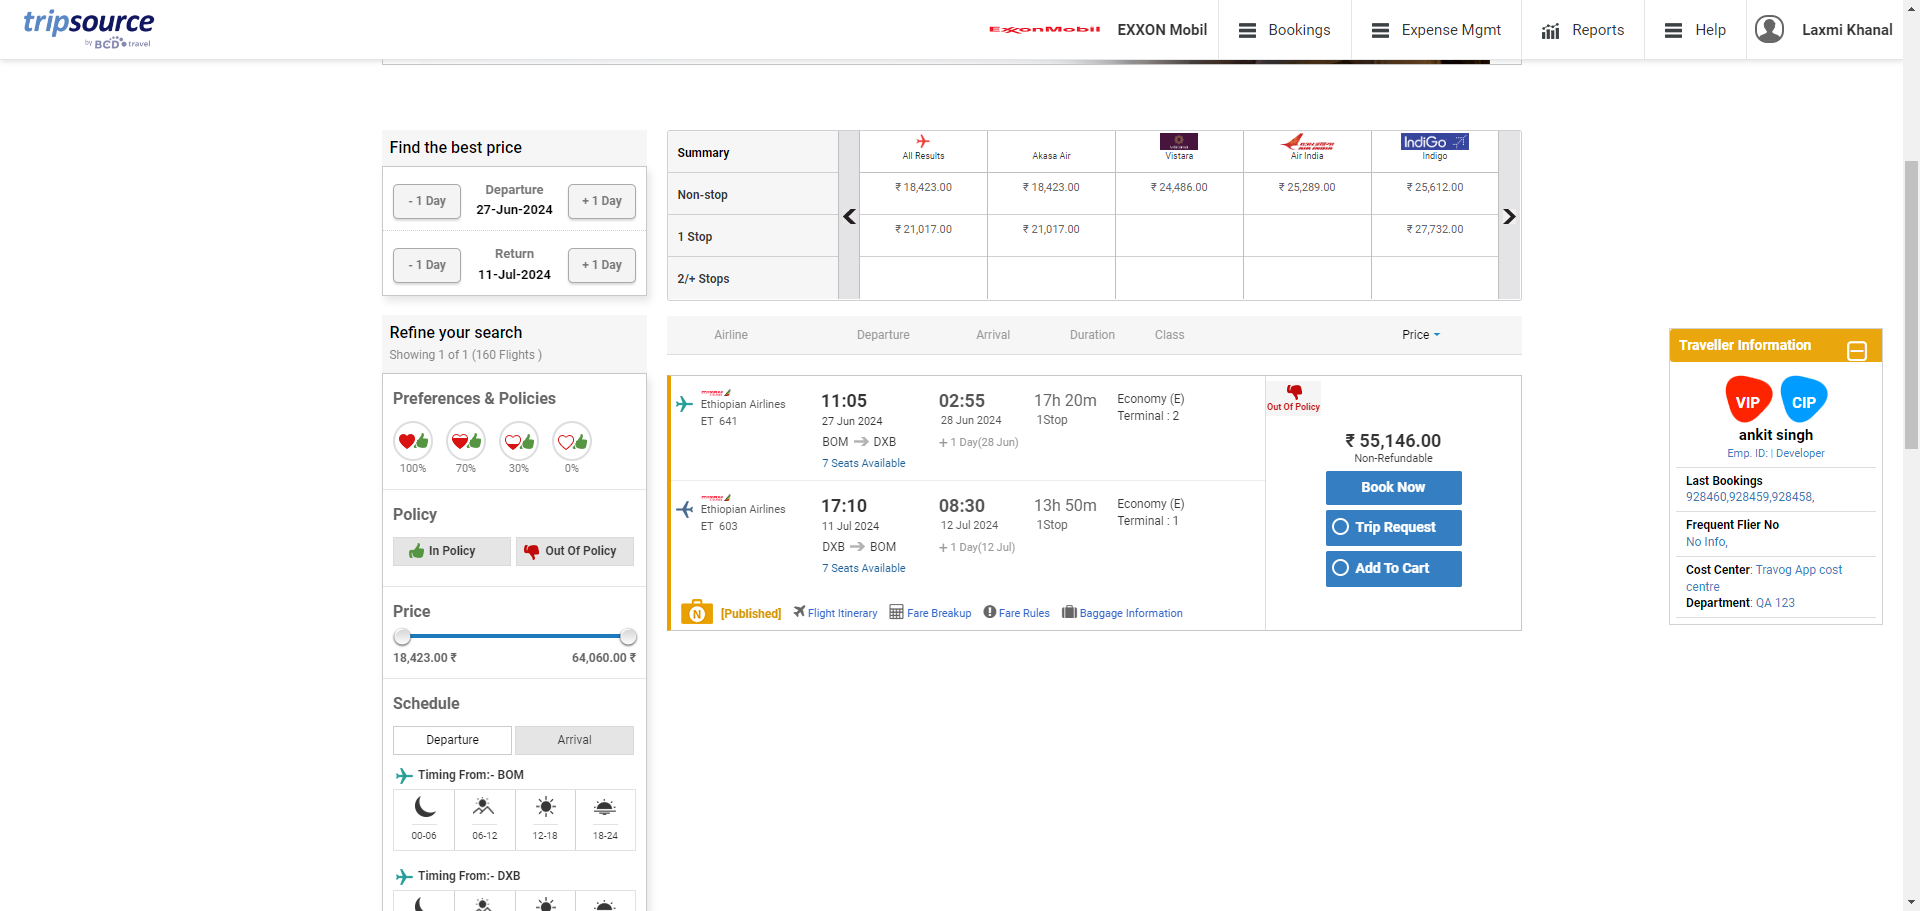 tripsource
by BCD travel
ExxonMobil
EXXON Mobil
Bookings
Expense Mgmt
Reports
Help
Laxmi Khanal
Find the best price
- 1 Day
Departure
27-Jun-2024
+ 1 Day
- 1 Day
Return
11-Jul-2024
+ 1 Day
Summary
All Results
Akasa Air
Vistara
Air India
IndiGo
Indigo
Non-stop
₹ 18,423.00
₹ 18,423.00
₹ 24,486.00
₹ 25,289.00
₹ 25,612.00
1 Stop
₹ 21,017.00
₹ 21,017.00
₹ 27,732.00
2/+ Stops
Refine your search
Showing 1 of 1 (160 Flights )
Preferences & Policies
100%
70%
30%
0%
Policy
In Policy
Out Of Policy
Price
18,423.00 ₹
64,060.00 ₹
Schedule
Departure
Arrival
Timing From:- BOM
00-06
06-12
12-18
18-24
Timing From:- DXB
Airline
Departure
Arrival
Duration
Class
Price
Ethiopian Airlines
ET 641
11:05
27 Jun 2024
BOM DXB
7 Seats Available
02:55
28 Jun 2024
+ 1 Day(28 Jun)
17h 20m
1Stop
Economy (E)
Terminal : 2
Ethiopian Airlines
ET 603
17:10
11 Jul 2024
DXB BOM
7 Seats Available
08:30
12 Jul 2024
+ 1 Day(12 Jul)
13h 50m
1Stop
Economy (E)
Terminal : 1
N
[Published]
Flight Itinerary
Fare Breakup
Fare Rules
Baggage Information
Out Of Policy
₹ 55,146.00
Non-Refundable
Book Now
Trip Request
Add To Cart
Traveller Information
VIP
CIP
ankit singh
Emp. ID: | Developer
Last Bookings
928460,928459,928458,
Frequent Flier No
No Info,
Cost Center: Travog App cost
centre
Department: QA 123